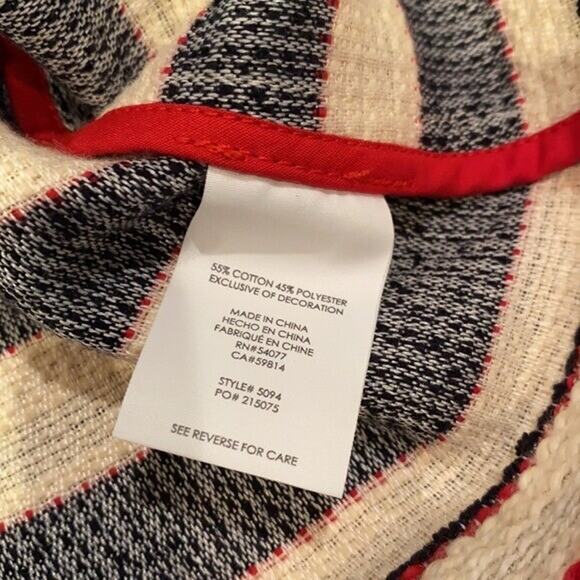 55% COTTON 45% POLYESTER
EXCLUSIVE OF DECORATION
MADE IN CHINA
HECHO EN CHINA
FABRIQUÉ EN CHINE
RN#54077
CA#59814
STYLE# 5094
PO# 215075
SEE REVERSE FOR CARE